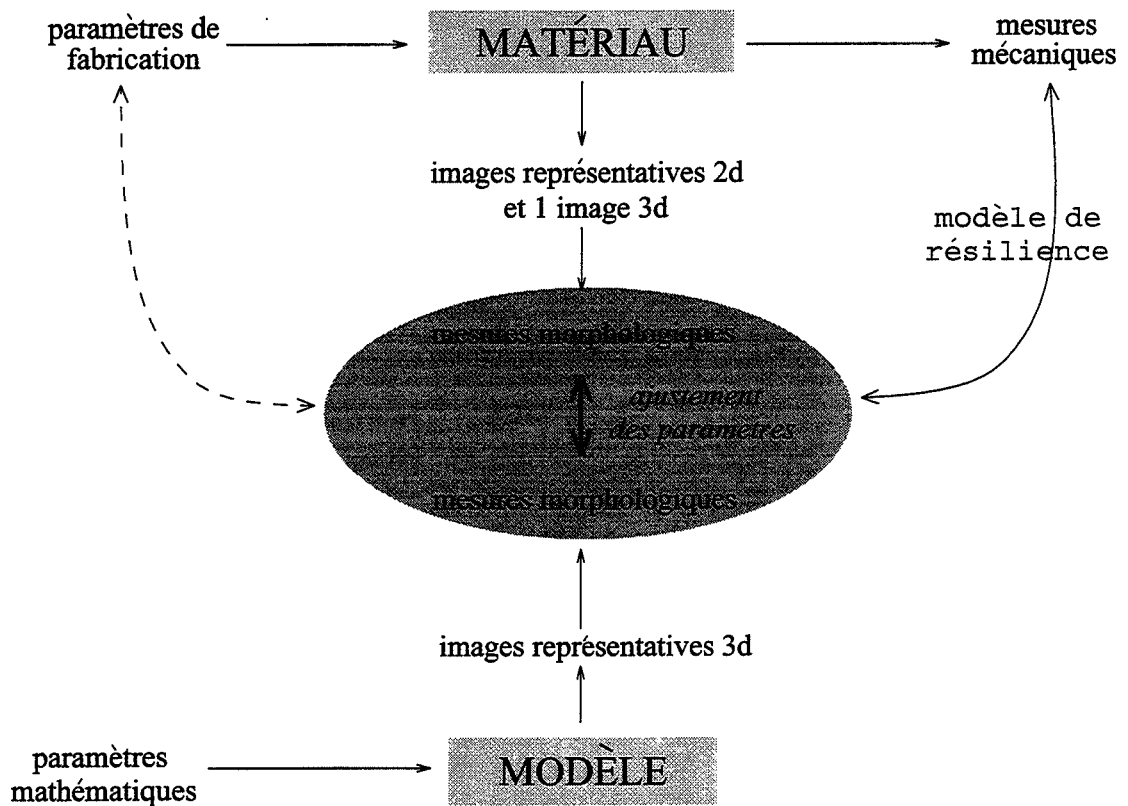 paramètres de
fabrication
MATÉRIAU
mesures
mécaniques
images représentatives 2d
et 1 image 3d
modèle de
résilience
mesures morphologiques
ajustement
des paramètres
mesures morphologiques
images représentatives 3d
paramètres
mathématiques
MODÈLE